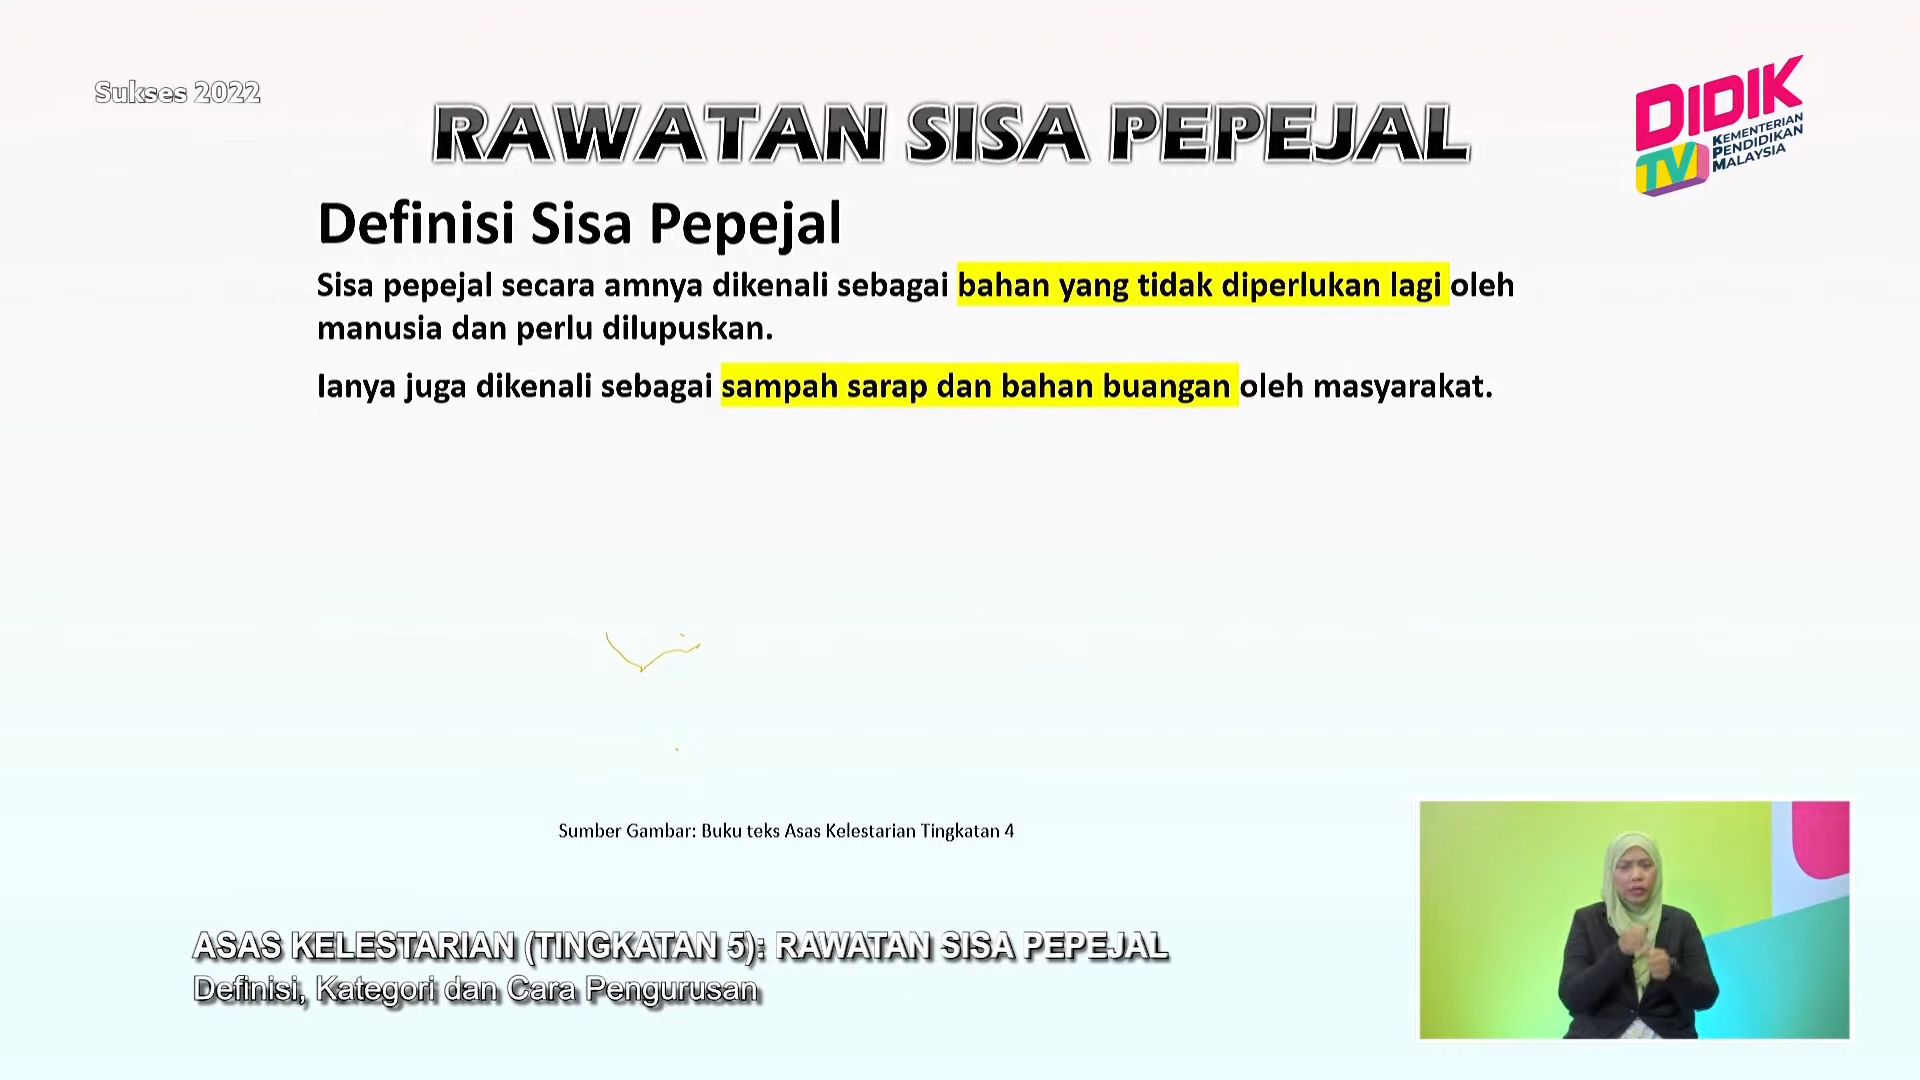 Sukses 2022
RAWATAN SISA PEPEJAL
DIDIK
TV
KEMENTERIAN
PENDIDIKAN
MALAYSIA
Definisi Sisa Pepejal
Sisa pepejal secara amnya dikenali sebagai bahan yang tidak diperlukan lagi oleh
manusia dan perlu dilupuskan.
Ianya juga dikenali sebagai sampah sarap dan bahan buangan oleh masyarakat.
Sumber Gambar: Buku teks Asas Kelestarian Tingkatan 4
ASAS KELESTARIAN (TINGKATAN 5): RAWATAN SISA PEPEJAL
Definisi, Kategori dan Cara Pengurusan